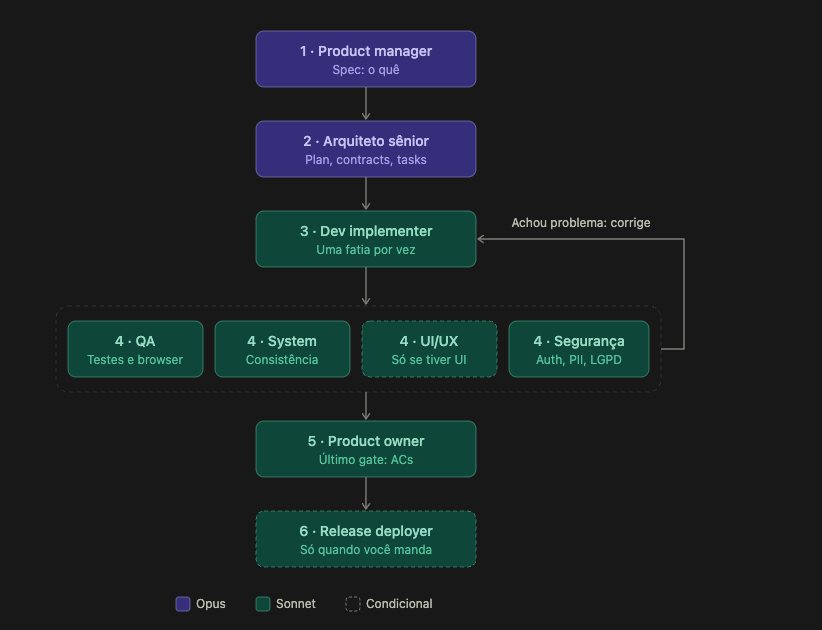 1 · Product manager
Spec: o quê
2 · Arquiteto sênior
Plan, contracts, tasks
Achou problema: corrige
3 · Dev implementer
Uma fatia por vez
4 · QA
Testes e browser
4 · System
Consistência
4 · UI/UX
Só se tiver UI
4 · Segurança
Auth, PII, LGPD
5 · Product owner
Último gate: ACs
6 · Release deployer
Só quando você manda
Opus
Sonnet
Condicional